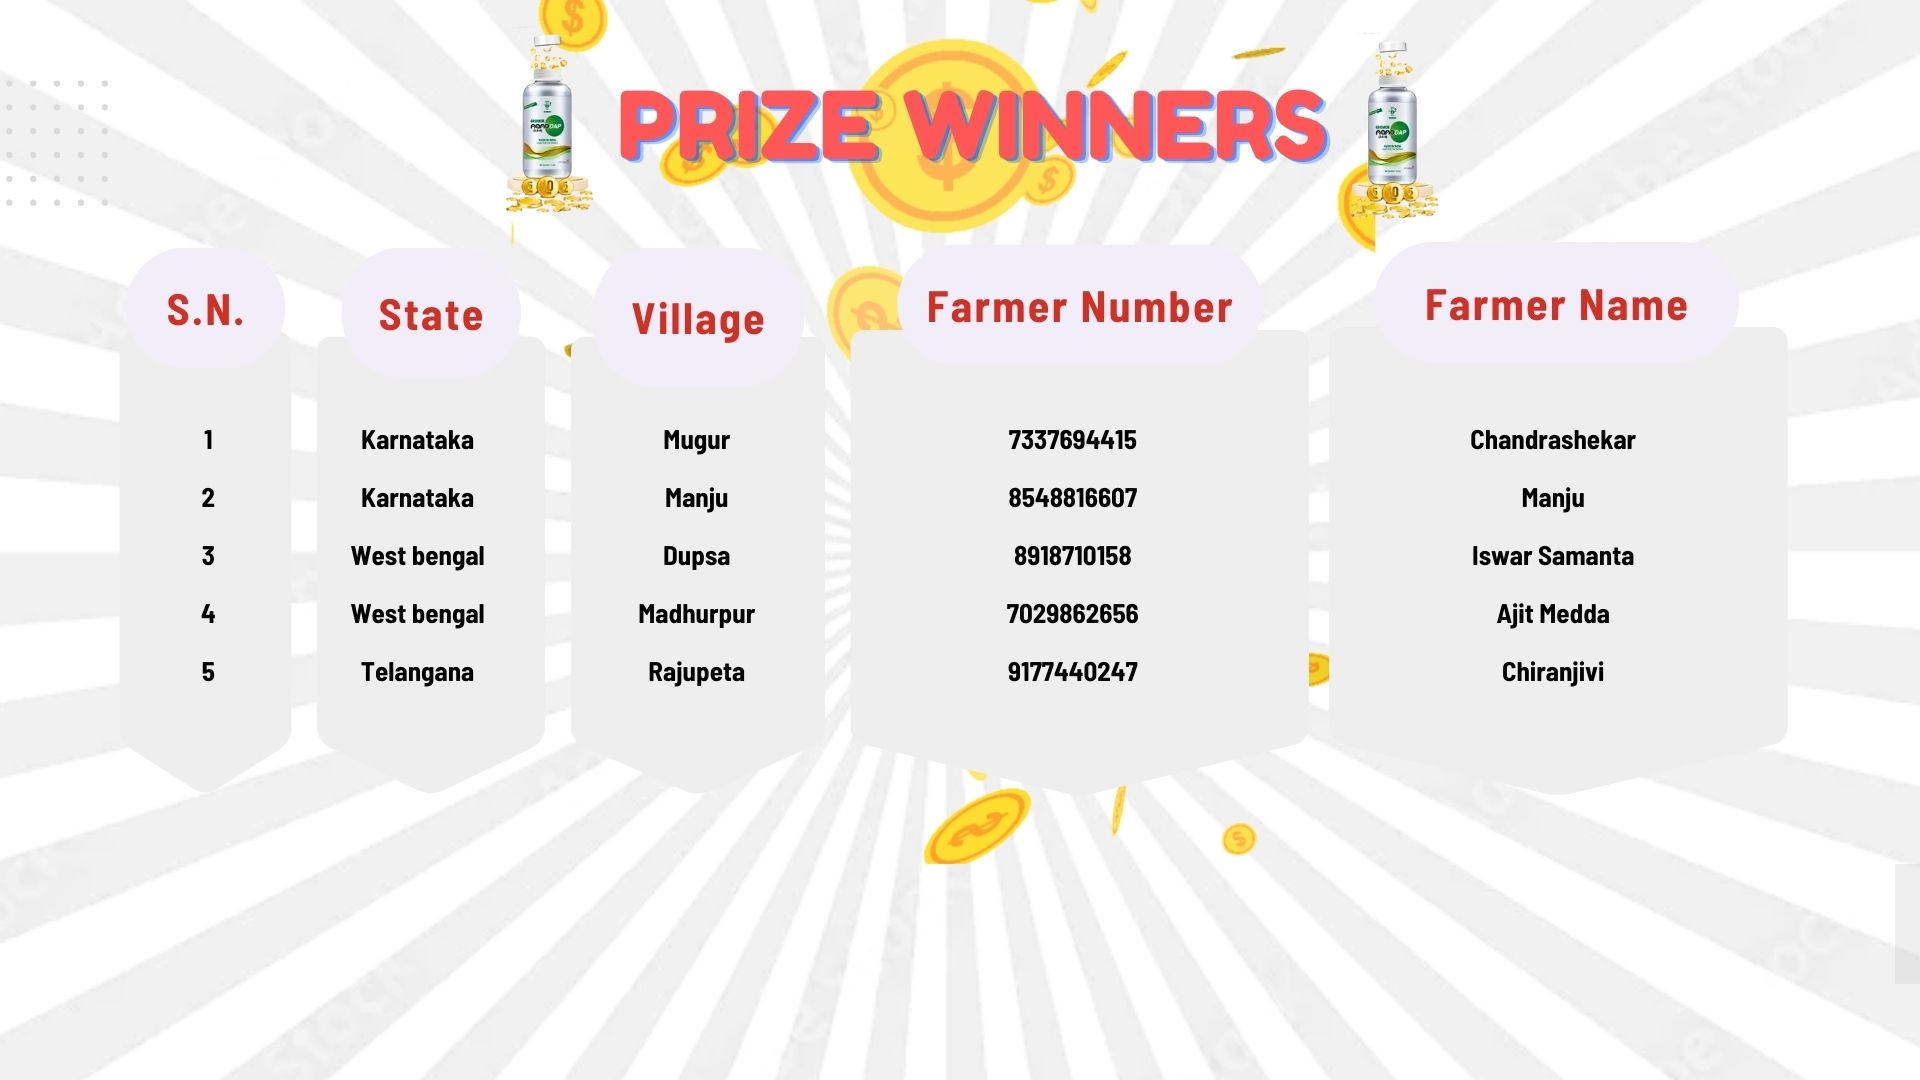 PRIZE WINNERS
S.N. State Village Farmer Number Farmer Name
1 Karnataka Mugur 7337694415 Chandrashekar
2 Karnataka Manju 8548816607 Manju
3 West bengal Dupsa 8918710158 Iswar Samanta
4 West bengal Madhurpur 7029862656 Ajit Medda
5 Telangana Rajupeta 9177440247 Chiranjivi